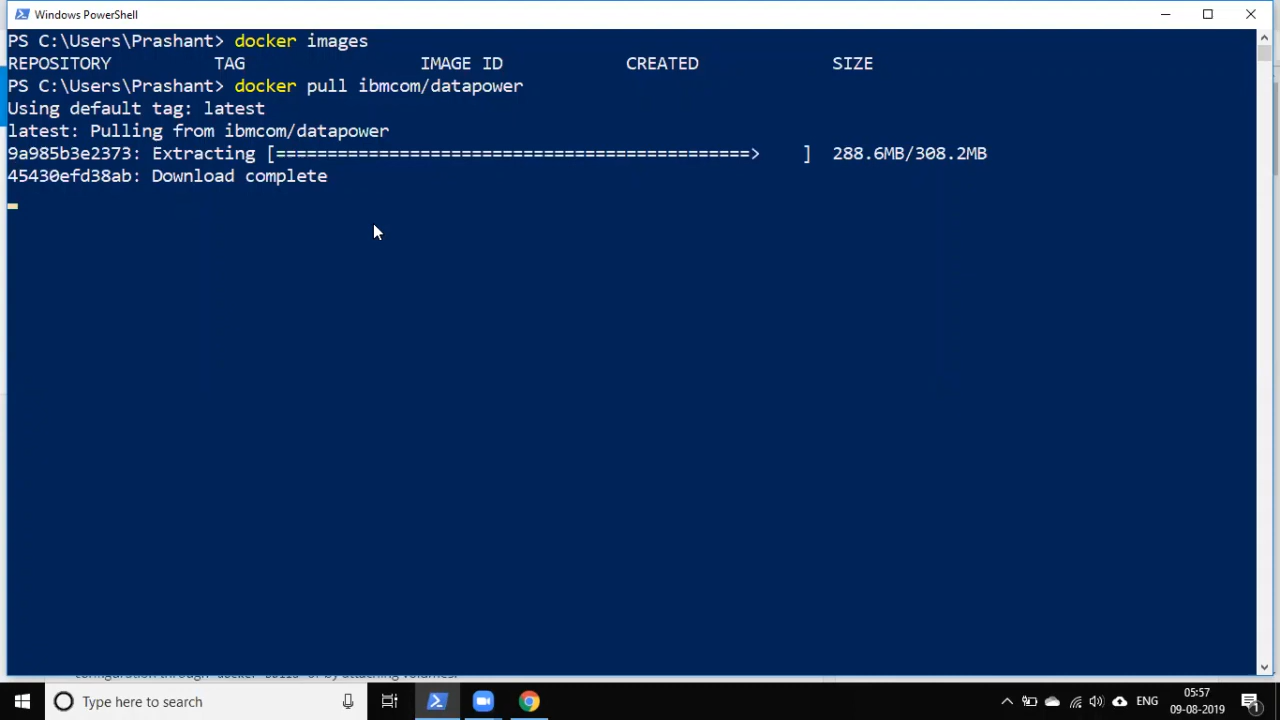 Windows PowerShell
PS C:\Users\Prashant> docker images
REPOSITORY TAG IMAGE ID CREATED SIZE
PS C:\Users\Prashant> docker pull ibmcom/datapower
Using default tag: latest
latest: Pulling from ibmcom/datapower
9a985b3e2373: Extracting [==============================================> ] 288.6MB/308.2MB
45430efd38ab: Download complete
Type here to search
ENG
05:57
09-08-2019
1